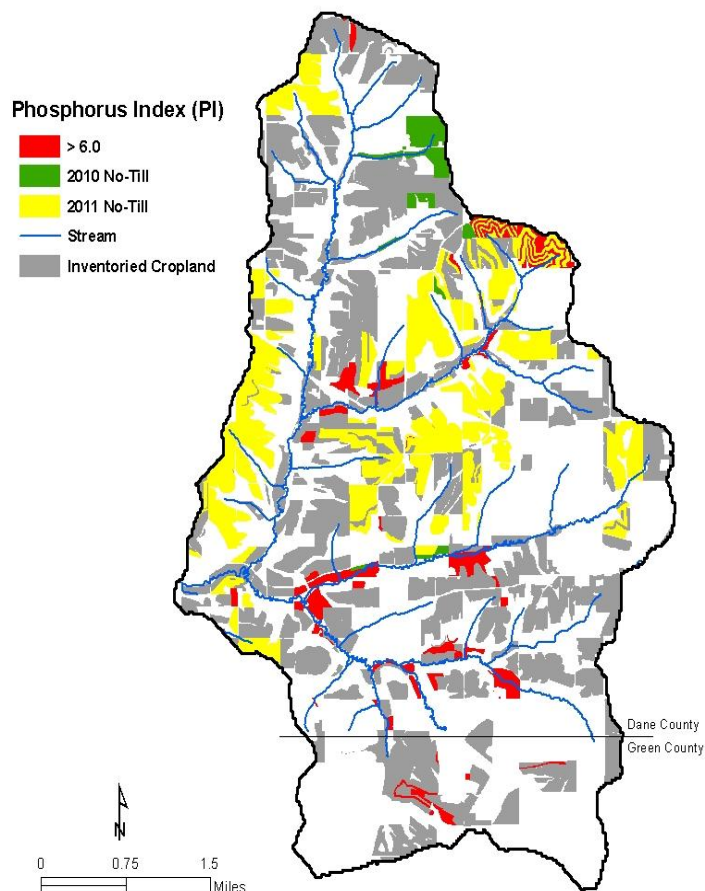 Phosphorus Index (PI)
> 6.0
2010 No-Till
2011 No-Till
Stream
Inventoried Cropland
Dane County
Green County
N
0 0.75 1.5
Miles